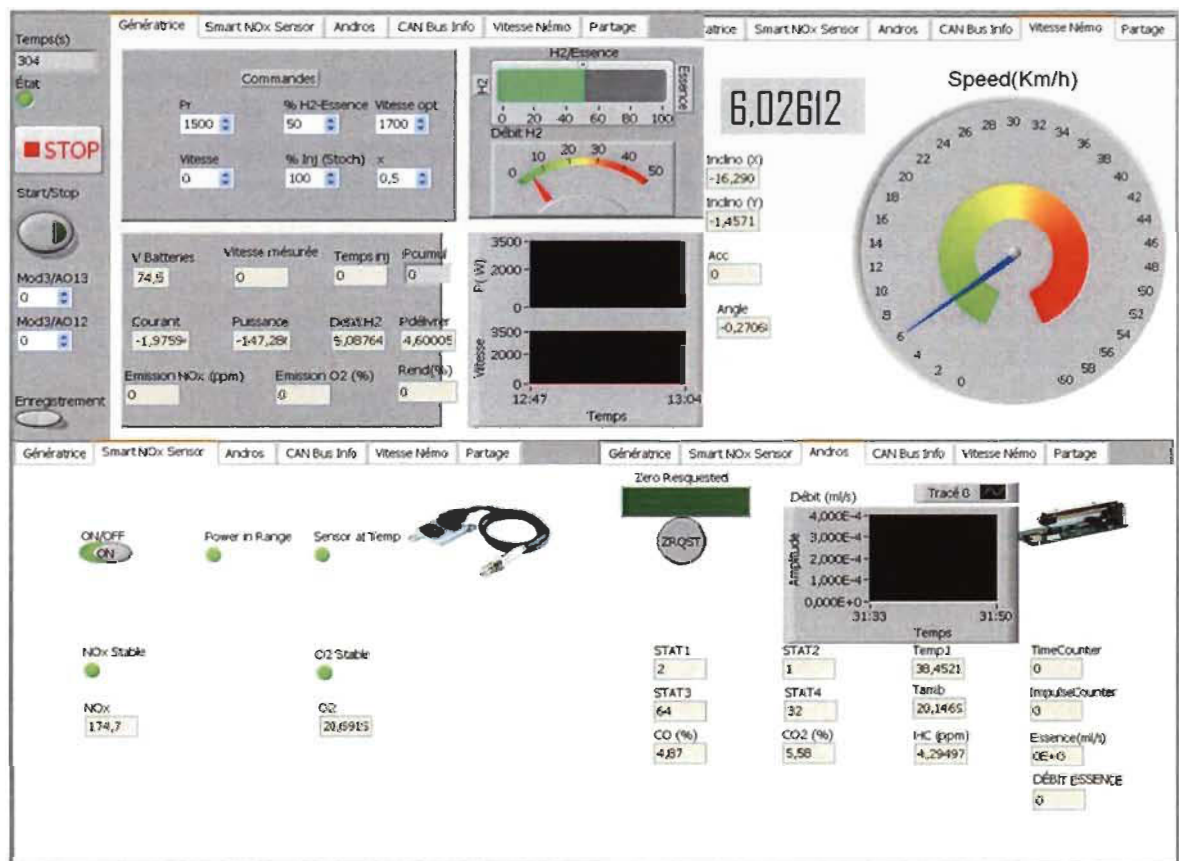 Génératrice Smart NOx Sensor Andros CAN Bus Info Vitesse Némo Partage
Temps(s)
304
État
STOP
Start/Stop
Mod3/AO13
0
Mod3/AO12
0
Enregistrement
Commandes
Pr % H2-Essence Vitesse opt
1500 50 1700
Vitesse % Inj (Stoch) x
0 100 0,5
H2/Essence
H2
Essence
0 20 40 60 80 100
Débit H2
0 10 20 30 40 50
V Batteries Vitesse mésurée Temps inj Pcumul
74,5 0 0 0
Courant Puissance Débit H2 Pdélivrer
-1,9759 -147,28 5,08764 4,60005
Emission NOx (ppm) Emission O2 (%) Rend(%)
0 0 0
P(W)
3500
2000
0
Vitesse
3500
2000
0
12:47 13:04
Temps
atrice Smart NOx Sensor Andros CAN Bus Info Vitesse Némo Partage
6,02612
Speed(Km/h)
Inclino (X)
-16,290
Inclino (Y)
-1,4571
Acc
0
Angle
-0,2706
0 2 4 6 8 10 12 14 16 18 20 22 24 26 28 30 32 34 36 38 40 42 44 46 48 50 52 54 56 58 60
Génératrice Smart NOx Sensor Andros CAN Bus Info Vitesse Némo Partage
ON/OFF Power in Range Sensor at Temp
ON
NOx Stable O2 Stable
NOx O2
174,7 20,6915
Génératrice Smart NOx Sensor Andros CAN Bus Info Vitesse Némo Partage
Zero Resquested
ZRQST
Débit (ml/s) Tracé 0
Amplitude
4,000E-4
3,000E-4
2,000E-4
1,000E-4
0,000E+0
31:33 31:50
Temps
STAT1 STAT2 Temp1 TimeCounter
2 1 38,4521 0
STAT3 STAT4 Tamb ImpulseCounter
64 32 20,1465 0
CO (%) CO2 (%) HC (ppm) Essence(ml/s)
4,87 5,58 4,29497 0E+0
DÉBIT ESSENCE
0